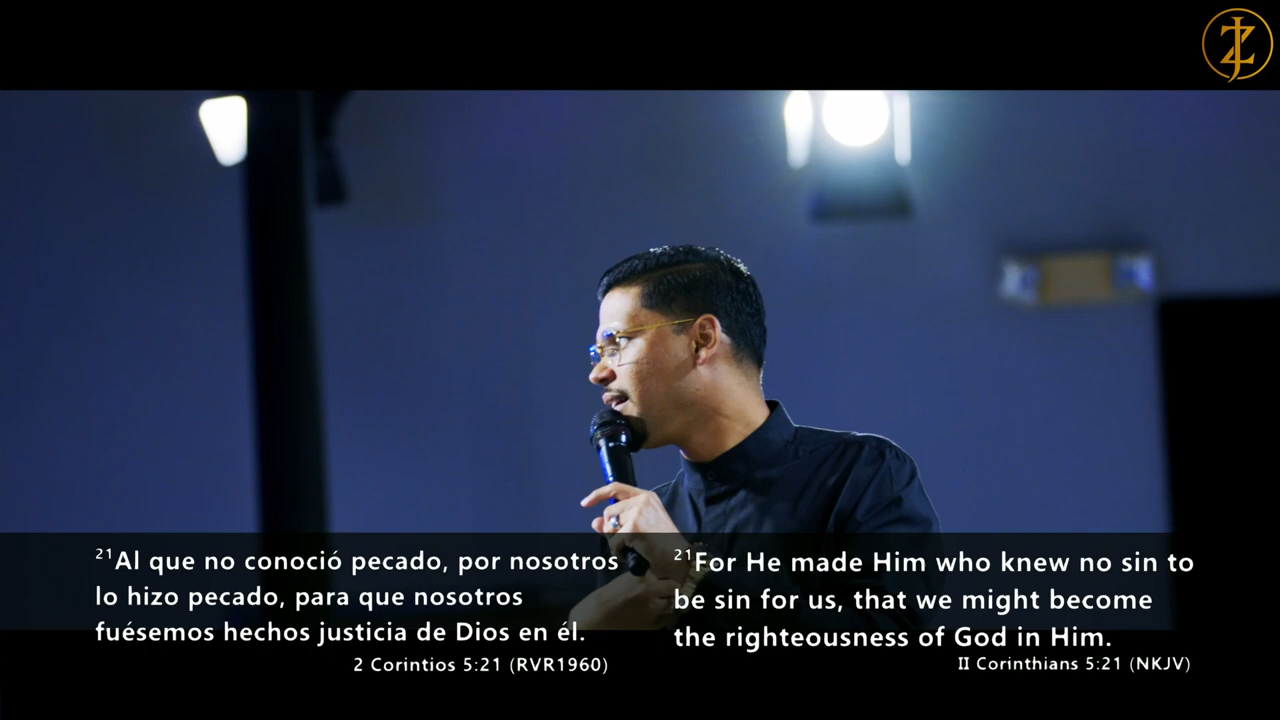 ²¹Al que no conoció pecado, por nosotros
lo hizo pecado, para que nosotros
fuésemos hechos justicia de Dios en él.
2 Corintios 5:21 (RVR1960)
²¹For He made Him who knew no sin to
be sin for us, that we might become
the righteousness of God in Him.
II Corinthians 5:21 (NKJV)